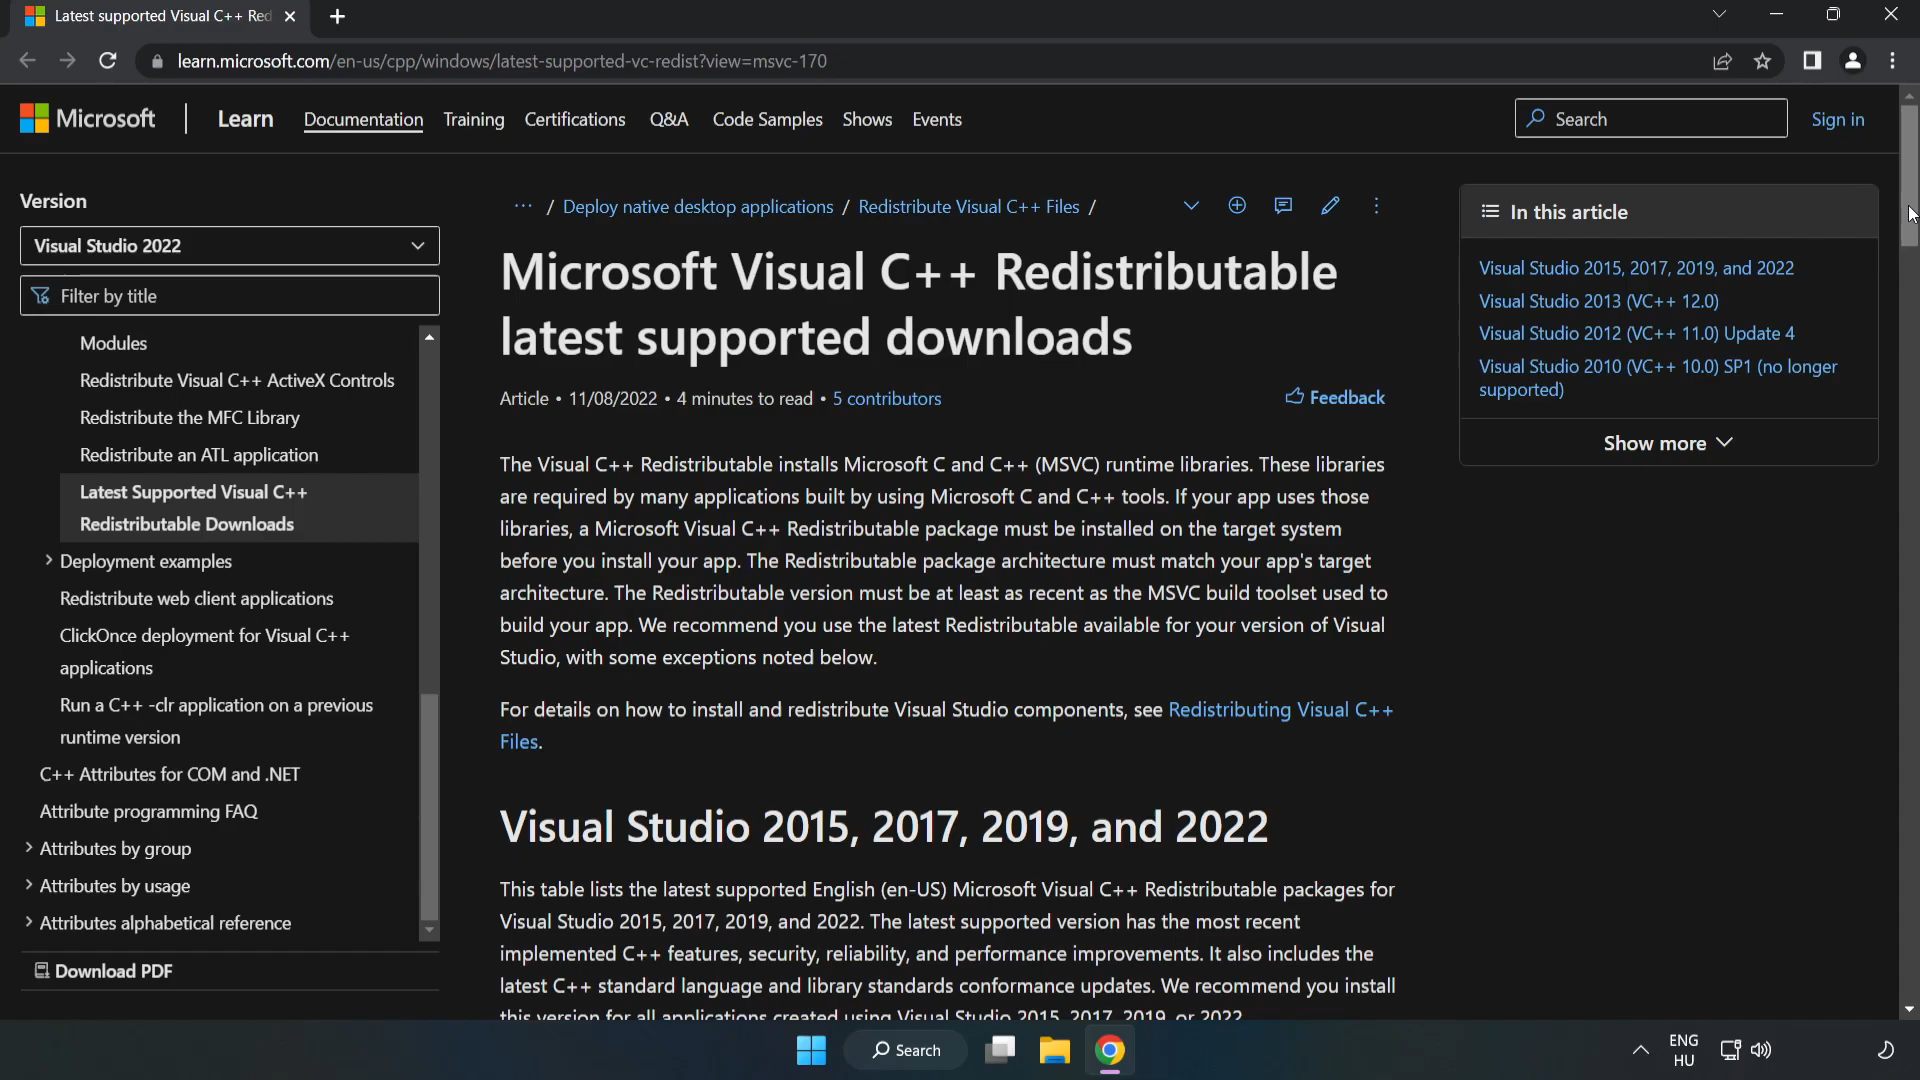 Latest supported Visual C++ Red
learn.microsoft.com/en-us/cpp/windows/latest-supported-vc-redist?view=msvc-170
Microsoft
Learn
Documentation
Training
Certifications
Q&A
Code Samples
Shows
Events
Search
Sign in
Version
Visual Studio 2022
Filter by title
Modules
Redistribute Visual C++ ActiveX Controls
Redistribute the MFC Library
Redistribute an ATL application
Latest Supported Visual C++
Redistributable Downloads
Deployment examples
Redistribute web client applications
ClickOnce deployment for Visual C++
applications
Run a C++ -clr application on a previous
runtime version
C++ Attributes for COM and .NET
Attribute programming FAQ
Attributes by group
Attributes by usage
Attributes alphabetical reference
Download PDF
··· / Deploy native desktop applications / Redistribute Visual C++ Files /
Microsoft Visual C++ Redistributable
latest supported downloads
Article • 11/08/2022 • 4 minutes to read • 5 contributors
Feedback
The Visual C++ Redistributable installs Microsoft C and C++ (MSVC) runtime libraries. These libraries
are required by many applications built by using Microsoft C and C++ tools. If your app uses those
libraries, a Microsoft Visual C++ Redistributable package must be installed on the target system
before you install your app. The Redistributable package architecture must match your app's target
architecture. The Redistributable version must be at least as recent as the MSVC build toolset used to
build your app. We recommend you use the latest Redistributable available for your version of Visual
Studio, with some exceptions noted below.
For details on how to install and redistribute Visual Studio components, see Redistributing Visual C++
Files.
Visual Studio 2015, 2017, 2019, and 2022
This table lists the latest supported English (en-US) Microsoft Visual C++ Redistributable packages for
Visual Studio 2015, 2017, 2019, and 2022. The latest supported version has the most recent
implemented C++ features, security, reliability, and performance improvements. It also includes the
latest C++ standard language and library standards conformance updates. We recommend you install
this version for all applications created using Visual Studio 2015, 2017, 2019, or 2022.
In this article
Visual Studio 2015, 2017, 2019, and 2022
Visual Studio 2013 (VC++ 12.0)
Visual Studio 2012 (VC++ 11.0) Update 4
Visual Studio 2010 (VC++ 10.0) SP1 (no longer
supported)
Show more
Search
ENG
HU